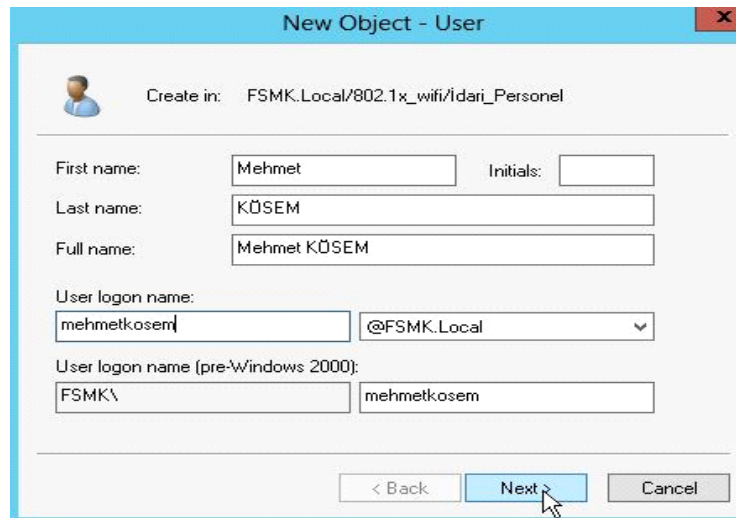 New Object - User
x
Create in: FSMK.Local/802.1x_wifi/İdari_Personel
First name: Mehmet Initials:
Last name: KÖSEM
Full name: Mehmet KÖSEM
User logon name:
mehmetkosem @FSMK.Local
User logon name (pre-Windows 2000):
FSMK\ mehmetkosem
< Back Next > Cancel